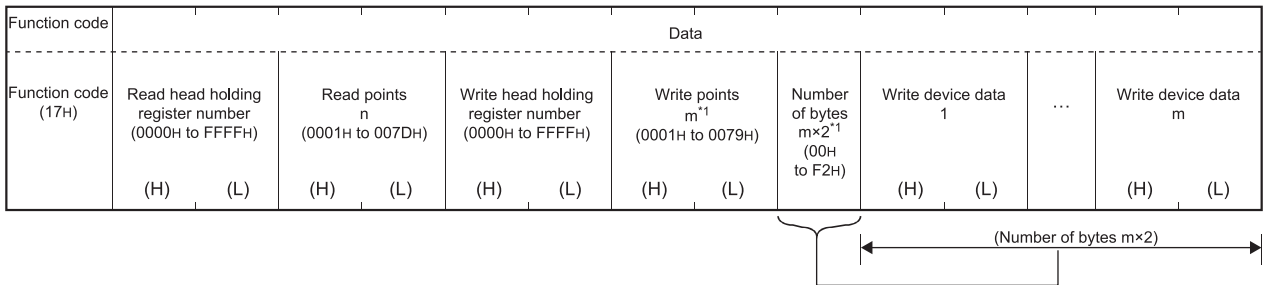 Function code
Data
Function code
(17H)
Read head holding
register number
(0000H to FFFFH)
(H) (L)
Read points
n
(0001H to 007DH)
(H) (L)
Write head holding
register number
(0000H to FFFFH)
(H) (L)
Write points
m*1
(0001H to 0079H)
(H) (L)
Number
of bytes
m×2*1
(00H
to F2H)
Write device data
1
(H) (L)
...
Write device data
m
(H) (L)
(Number of bytes m×2)